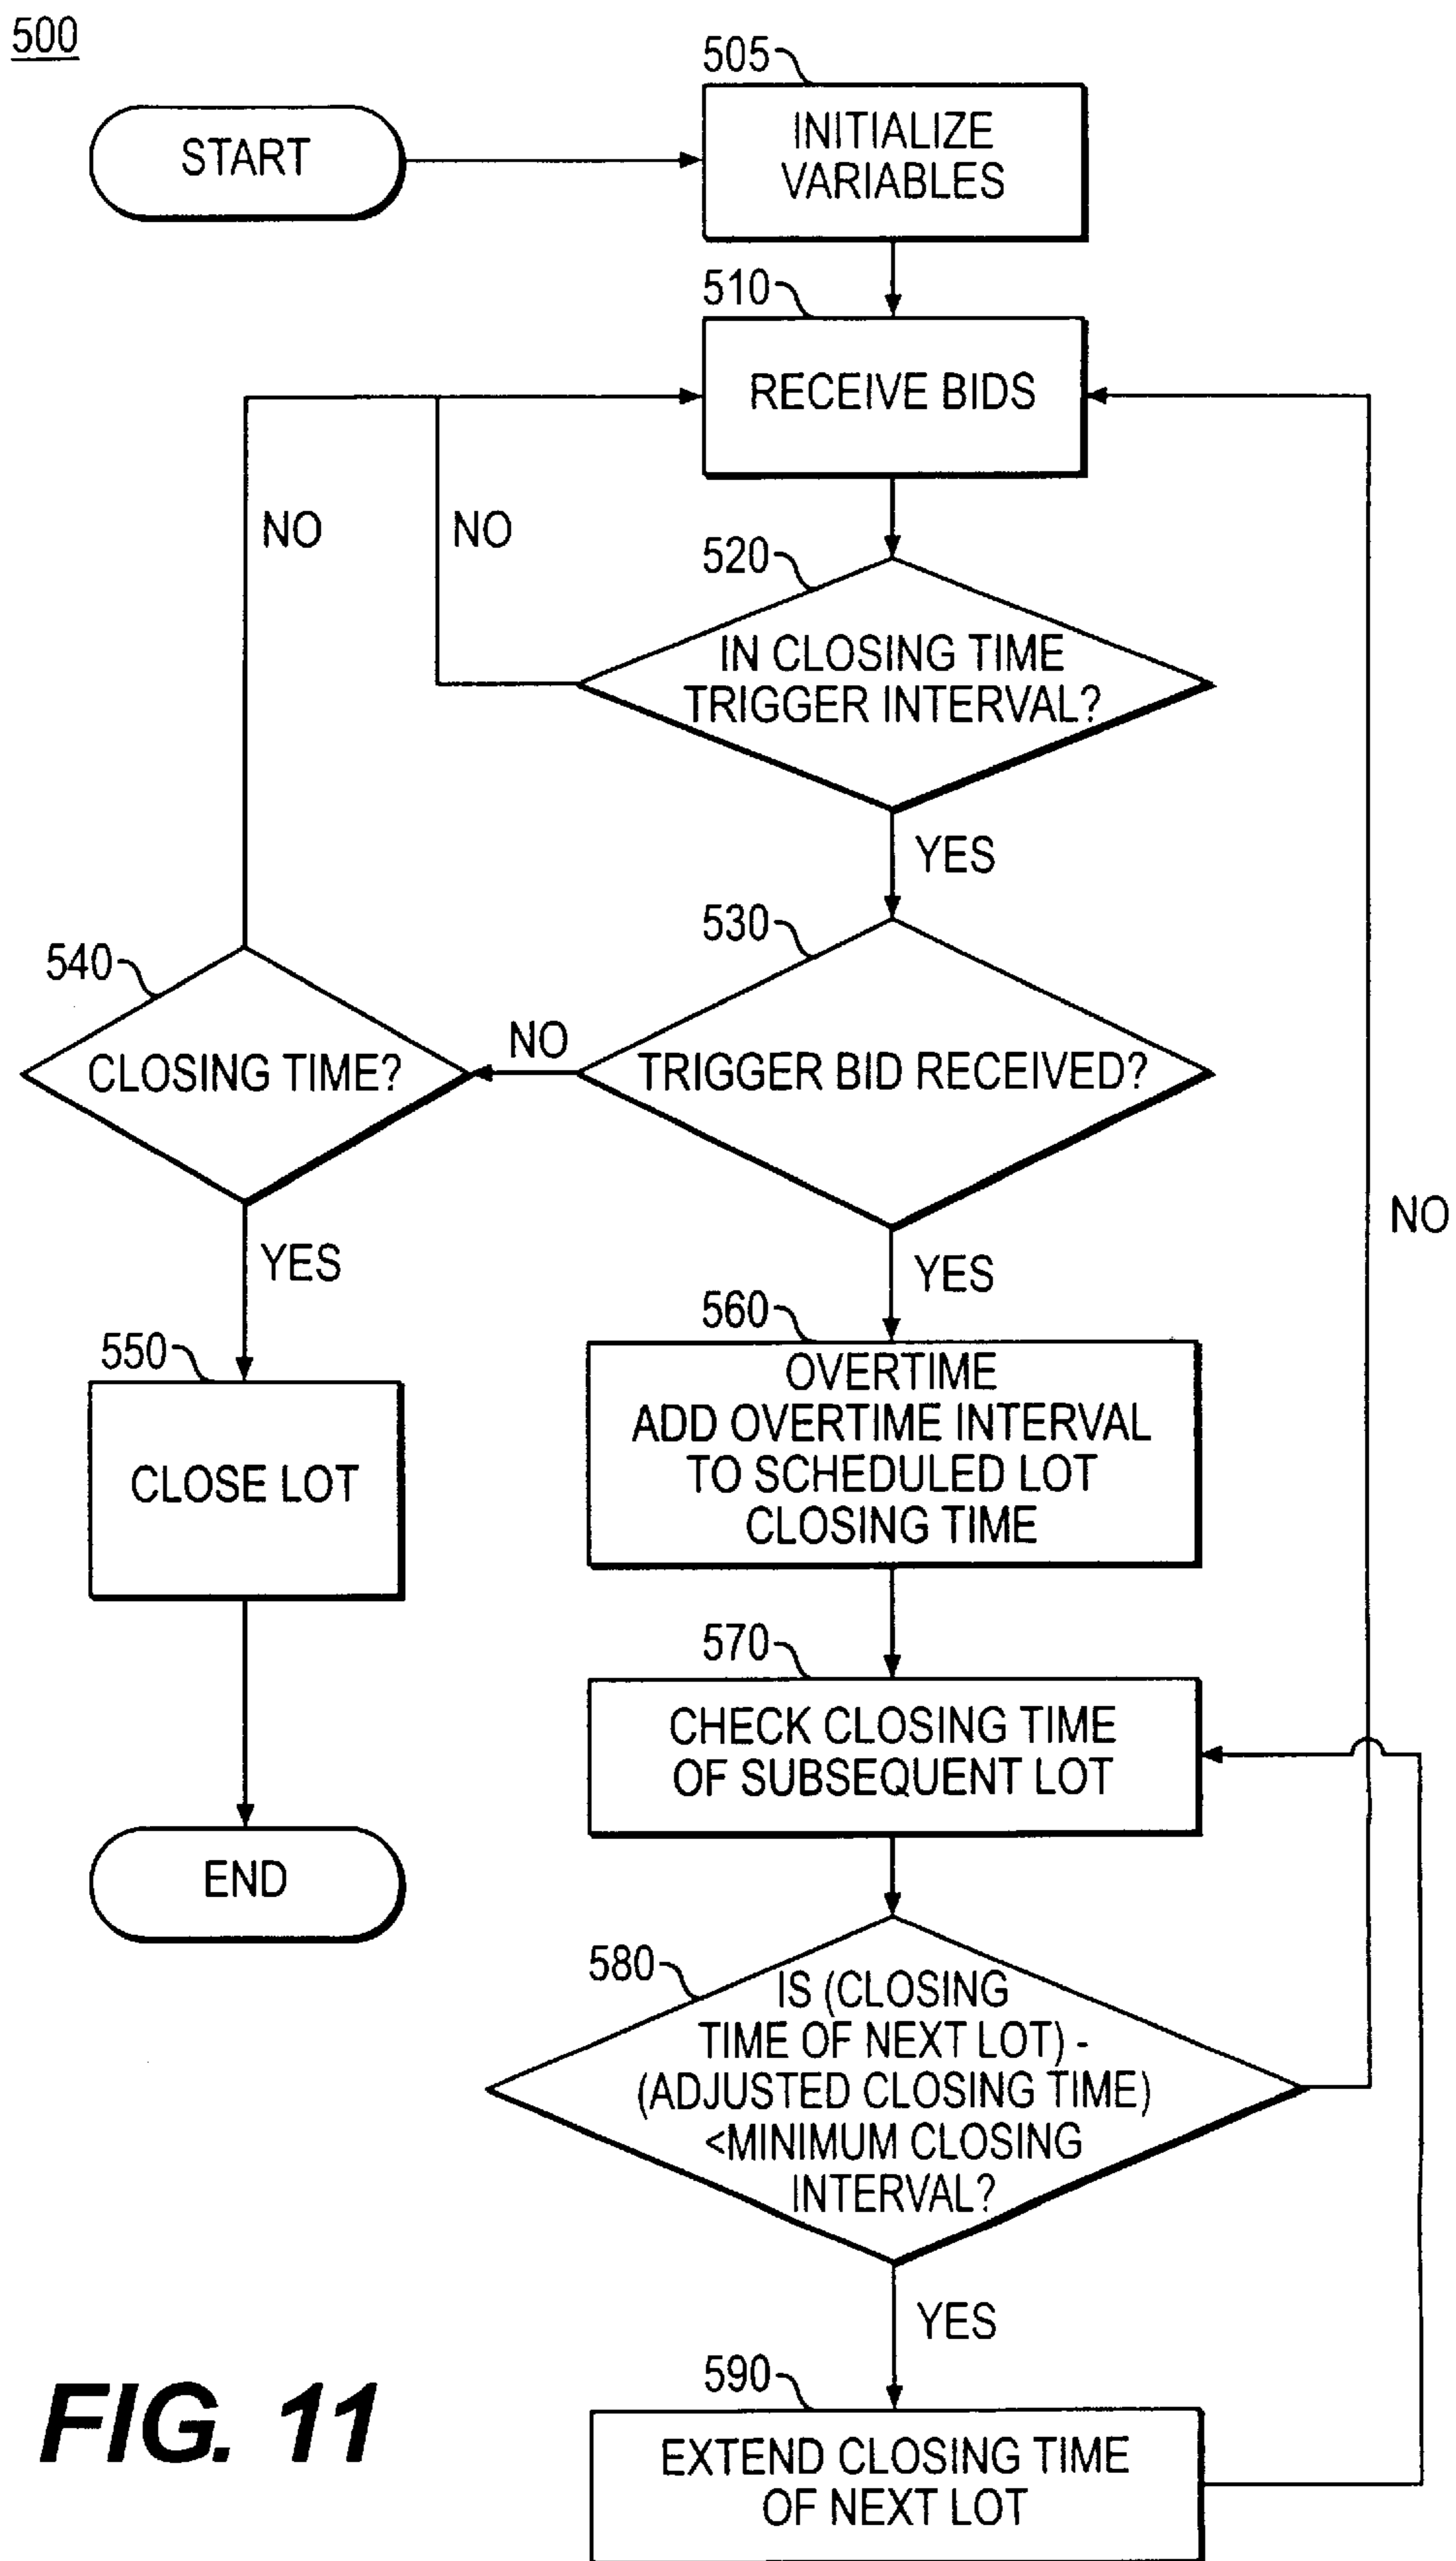 500
505
START
INITIALIZE
VARIABLES
510
RECEIVE BIDS
NO
NO
520
IN CLOSING TIME
TRIGGER INTERVAL?
YES
530
540
NO
CLOSING TIME?
TRIGGER BID RECEIVED?
NO
YES
YES
560
550
OVERTIME
ADD OVERTIME INTERVAL
TO SCHEDULED LOT
CLOSING TIME
CLOSE LOT
570
CHECK CLOSING TIME
OF SUBSEQUENT LOT
END
580
IS (CLOSING
TIME OF NEXT LOT) -
(ADJUSTED CLOSING TIME)
<MINIMUM CLOSING
INTERVAL?
YES
590
EXTEND CLOSING TIME
OF NEXT LOT
FIG. 11